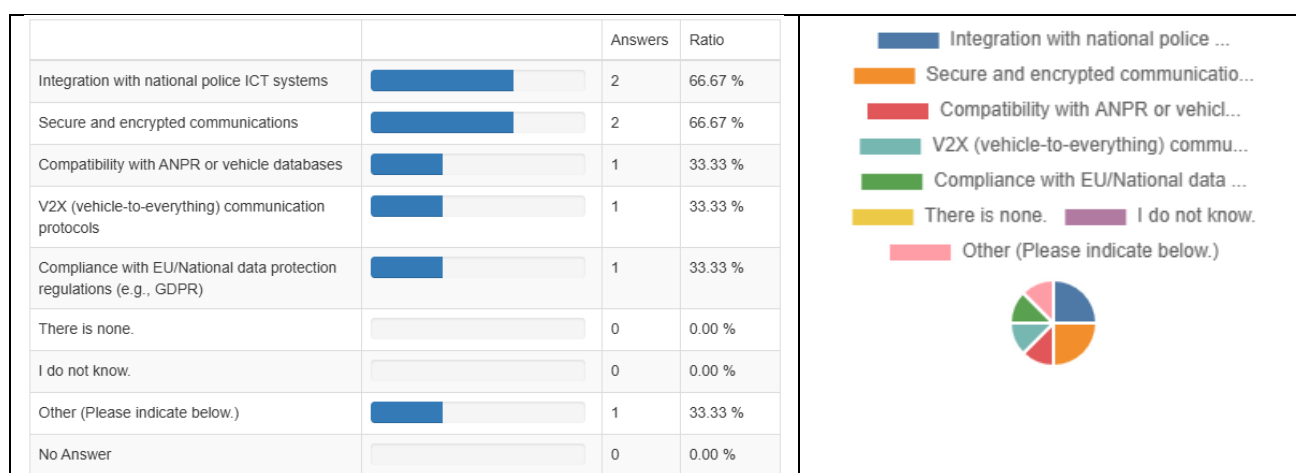 Answers Ratio
Integration with national police ICT systems 2 66.67 %
Secure and encrypted communications 2 66.67 %
Compatibility with ANPR or vehicle databases 1 33.33 %
V2X (vehicle-to-everything) communication
protocols 1 33.33 %
Compliance with EU/National data protection
regulations (e.g., GDPR) 1 33.33 %
There is none. 0 0.00 %
I do not know. 0 0.00 %
Other (Please indicate below.) 1 33.33 %
No Answer 0 0.00 %
Integration with national police ...
Secure and encrypted communicatio...
Compatibility with ANPR or vehicl...
V2X (vehicle-to-everything) commu...
Compliance with EU/National data ...
There is none. I do not know.
Other (Please indicate below.)